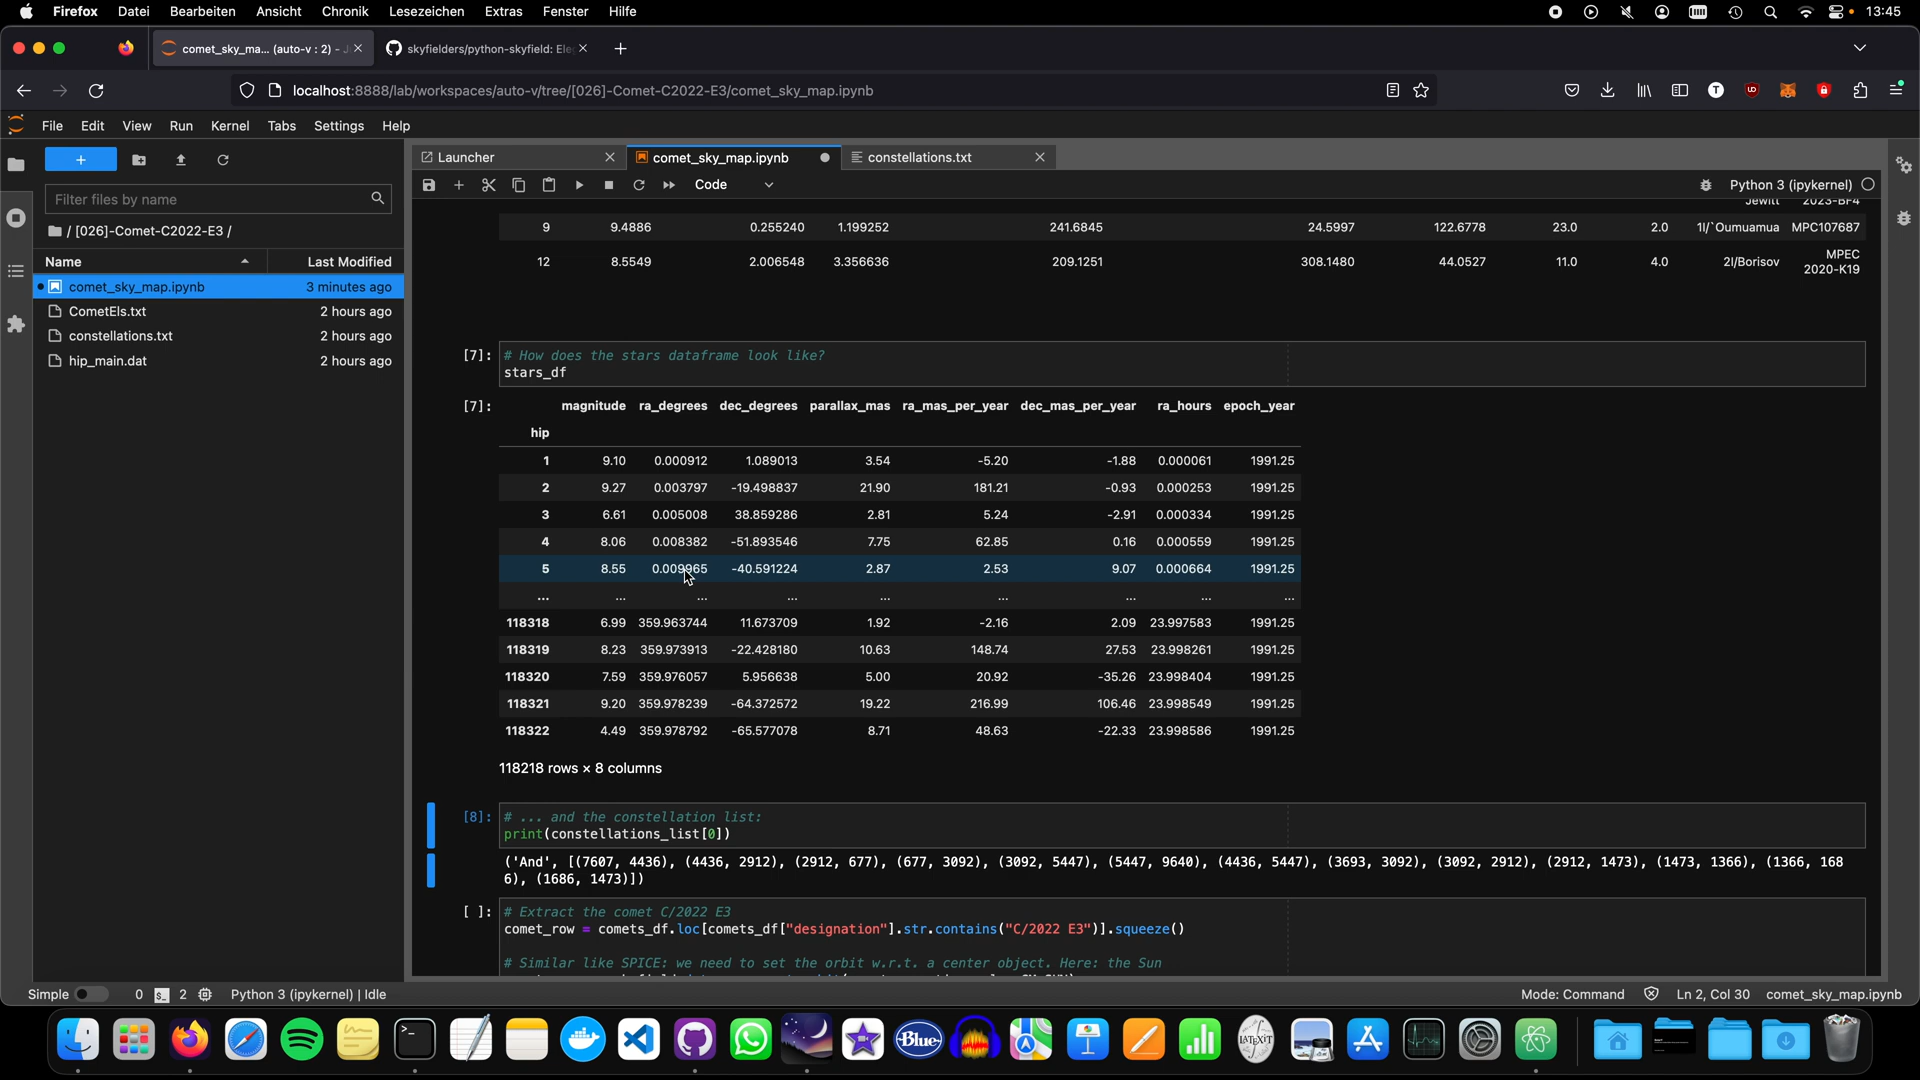 Firefox Datei Bearbeiten Ansicht Chronik Lesezeichen Extras Fenster Hilfe 13:45
comet_sky_ma... (auto-v : 2) - J skyfielders/python-skyfield: Ele
localhost:8888/lab/workspaces/auto-v/tree/[026]-Comet-C2022-E3/comet_sky_map.ipynb
File Edit View Run Kernel Tabs Settings Help
Launcher comet_sky_map.ipynb constellations.txt
Code Python 3 (ipykernel)
Filter files by name
/ [026]-Comet-C2022-E3 /
Name Last Modified
comet_sky_map.ipynb 3 minutes ago
CometEls.txt 2 hours ago
constellations.txt 2 hours ago
hip_main.dat 2 hours ago
Jewitt 2023-BF4
9 9.4886 0.255240 1.199252 241.6845 24.5997 122.6778 23.0 2.0 1I/`Oumuamua MPC107687
12 8.5549 2.006548 3.356636 209.1251 308.1480 44.0527 11.0 4.0 2I/Borisov MPEC
2020-K19
[7]: # How does the stars dataframe look like?
stars_df
[7]: magnitude ra_degrees dec_degrees parallax_mas ra_mas_per_year dec_mas_per_year ra_hours epoch_year
hip
1 9.10 0.000912 1.089013 3.54 -5.20 -1.88 0.000061 1991.25
2 9.27 0.003797 -19.498837 21.90 181.21 -0.93 0.000253 1991.25
3 6.61 0.005008 38.859286 2.81 5.24 -2.91 0.000334 1991.25
4 8.06 0.008382 -51.893546 7.75 62.85 0.16 0.000559 1991.25
5 8.55 0.009965 -40.591224 2.87 2.53 9.07 0.000664 1991.25
... ... ... ... ... ... ... ... ...
118318 6.99 359.963744 11.673709 1.92 -2.16 2.09 23.997583 1991.25
118319 8.23 359.973913 -22.428180 10.63 148.74 27.53 23.998261 1991.25
118320 7.59 359.976057 5.956638 5.00 20.92 -35.26 23.998404 1991.25
118321 9.20 359.978239 -64.372572 19.22 216.99 106.46 23.998549 1991.25
118322 4.49 359.978792 -65.577078 8.71 48.63 -22.33 23.998586 1991.25
118218 rows × 8 columns
[8]: # ... and the constellation list:
print(constellations_list[0])
('And', [(7607, 4436), (4436, 2912), (2912, 677), (677, 3092), (3092, 5447), (5447, 9640), (4436, 5447), (3693, 3092), (3092, 2912), (2912, 1473), (1473, 1366), (1366, 168
6), (1686, 1473)])
[ ]: # Extract the comet C/2022 E3
comet_row = comets_df.loc[comets_df["designation"].str.contains("C/2022 E3")].squeeze()
# Similar like SPICE: we need to set the orbit w.r.t. a center object. Here: the Sun
Simple 0 2 Python 3 (ipykernel) | Idle Mode: Command Ln 2, Col 30 comet_sky_map.ipynb
Blue
LATEXiT